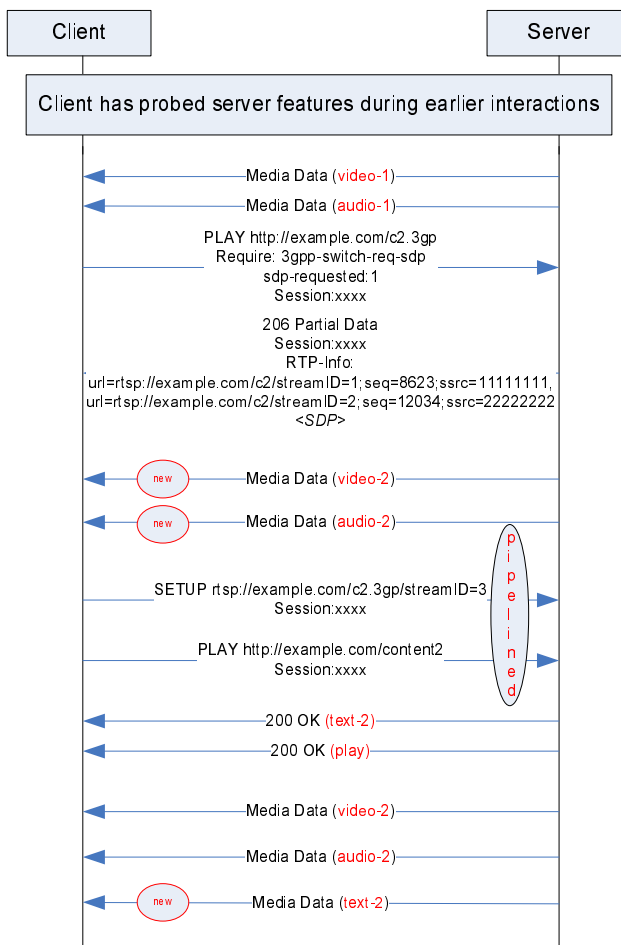 Client
Server
Client has probed server features during earlier interactions
Media Data (video-1)
Media Data (audio-1)
PLAY http://example.com/c2.3gp
Require: 3gpp-switch-req-sdp
sdp-requested:1
Session:xxxx
206 Partial Data
Session:xxxx
RTP-Info:
url=rtsp://example.com/c2/streamID=1;seq=8623;ssrc=11111111,
url=rtsp://example.com/c2/streamID=2;seq=12034;ssrc=22222222
<SDP>
new
Media Data (video-2)
new
Media Data (audio-2)
pipelined
SETUP rtsp://example.com/c2.3gp/streamID=3
Session:xxxx
PLAY http://example.com/content2
Session:xxxx
200 OK (text-2)
200 OK (play)
Media Data (video-2)
Media Data (audio-2)
new
Media Data (text-2)